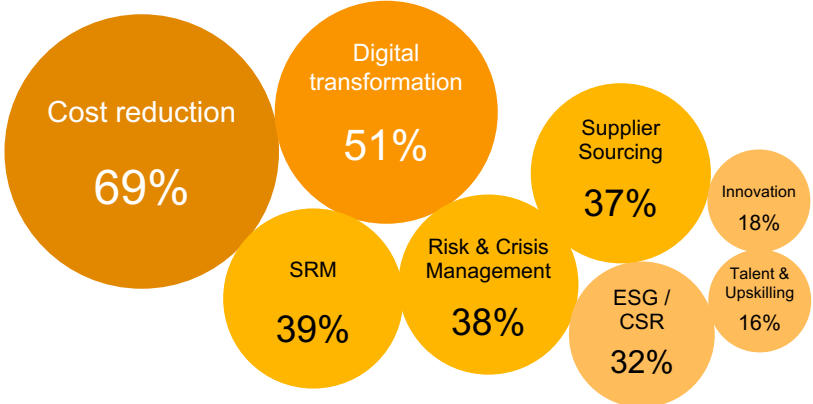 Cost reduction
69%
Digital
transformation
51%
SRM
39%
Risk & Crisis
Management
38%
Supplier
Sourcing
37%
ESG /
CSR
32%
Innovation
18%
Talent &
Upskilling
16%